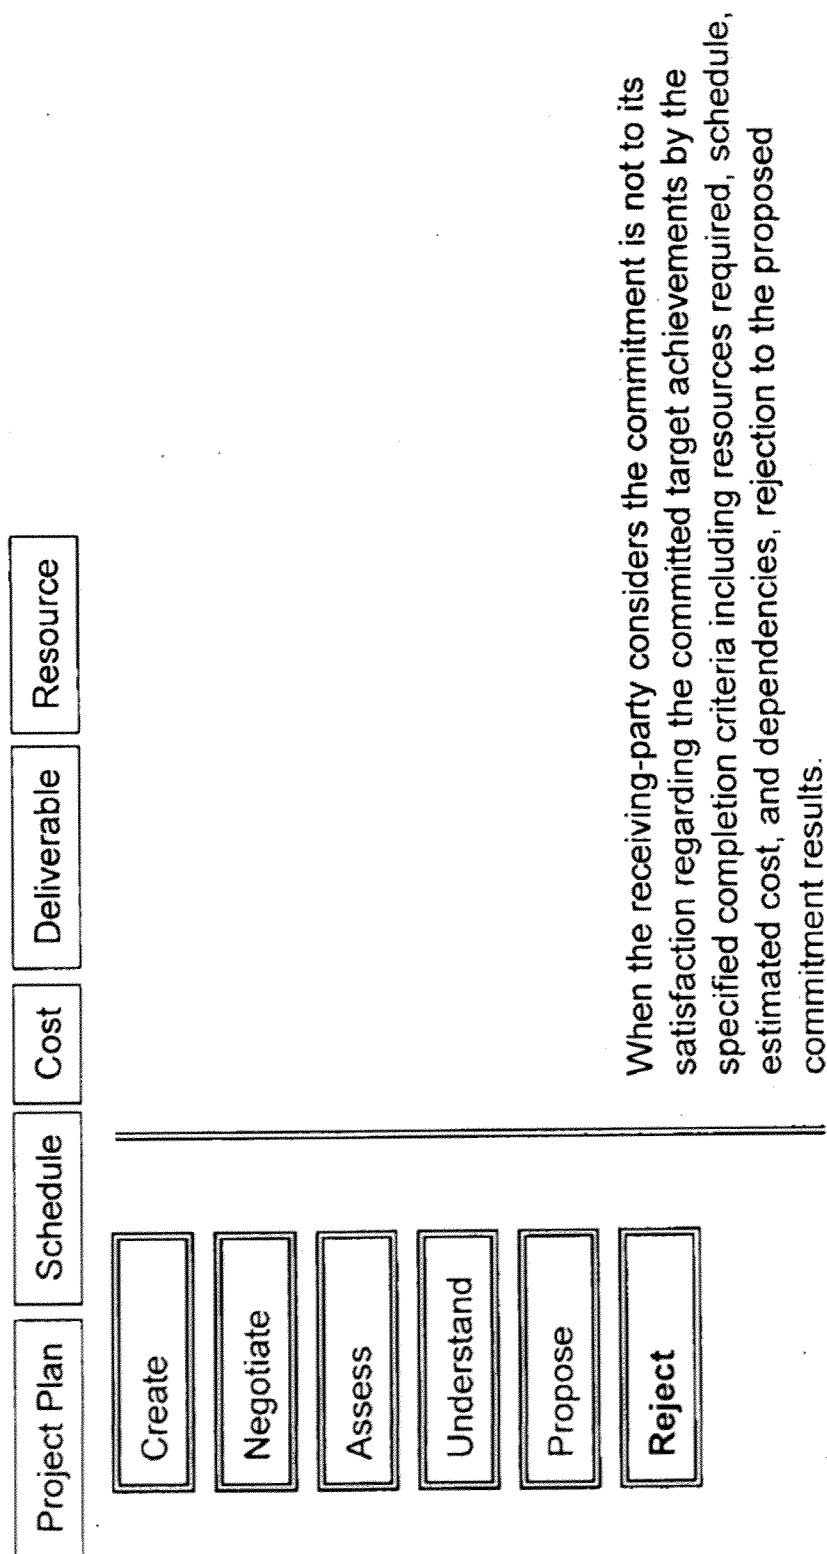 Project Plan
Schedule
Cost
Deliverable
Resource
Create
Negotiate
Assess
Understand
Propose
Reject
When the receiving-party considers the commitment is not to its
satisfaction regarding the committed target achievements by the
specified completion criteria including resources required, schedule,
estimated cost, and dependencies, rejection to the proposed
commitment results.